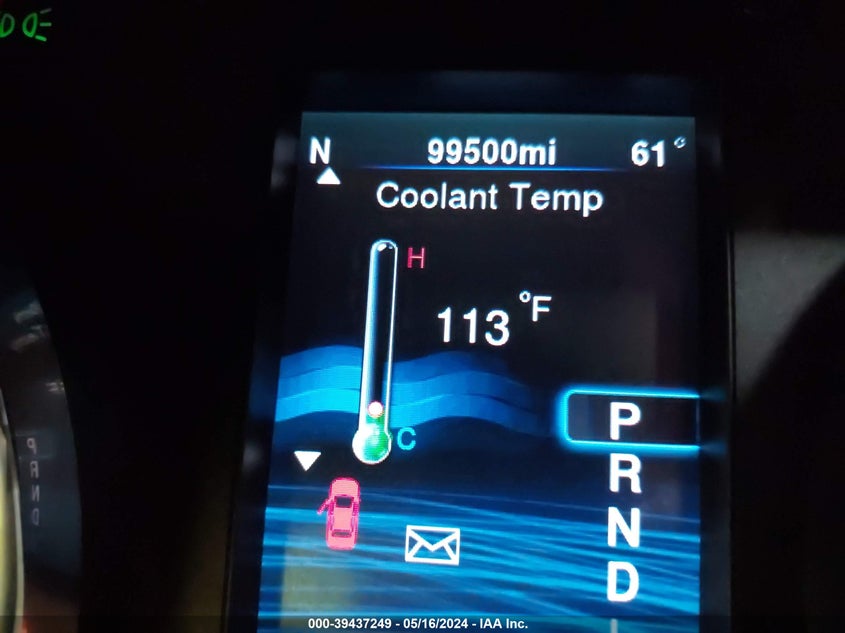 N 99500mi 61°
Coolant Temp
H
113 °F
C
P
R
N
D
P
R
N
D
000-39437249 - 05/16/2024 - IAA Inc.